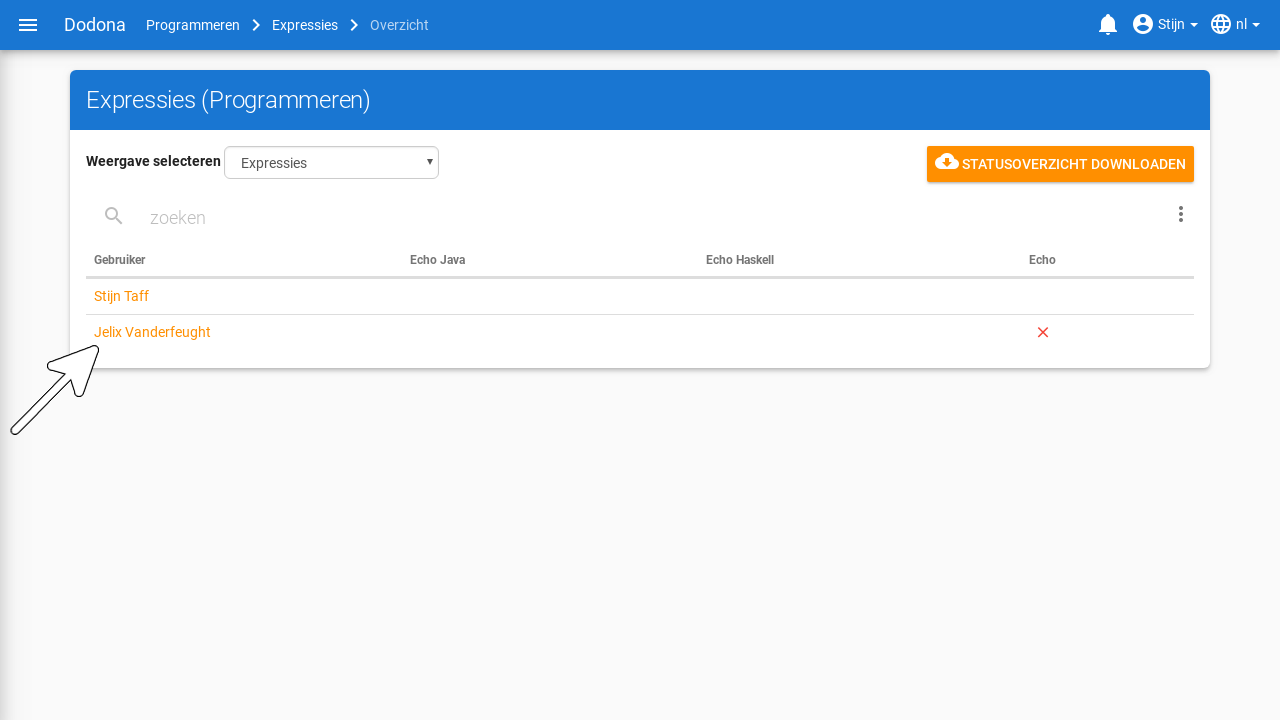 Dodona Programmeren Expressies Overzicht Stijn nl
Expressies (Programmeren)
Weergave selecteren Expressies STATUSOVERZICHT DOWNLOADEN
zoeken
Gebruiker Echo Java Echo Haskell Echo
Stijn Taff
Jelix Vanderfeught